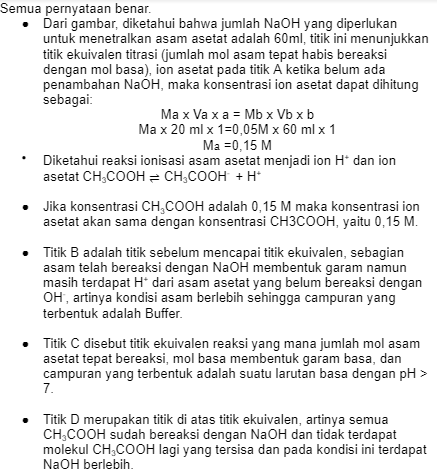 Semua pernyataan benar.
• Dari gambar, diketahui bahwa jumlah NaOH yang diperlukan
untuk menetralkan asam asetat adalah 60ml, titik ini menunjukkan
titik ekuivalen titrasi (jumlah mol asam tepat habis bereaksi
dengan mol basa), ion asetat pada titik A ketika belum ada
penambahan NaOH, maka konsentrasi ion asetat dapat dihitung
sebagai:
Ma x Va x a = Mb x Vb x b
Ma x 20 ml x 1=0,05M x 60 ml x 1
Ma =0,15 M
• Diketahui reaksi ionisasi asam asetat menjadi ion H⁺ dan ion
asetat CH₃COOH ⇌ CH₃COOH⁻ + H⁺
• Jika konsentrasi CH₃COOH adalah 0,15 M maka konsentrasi ion
asetat akan sama dengan konsentrasi CH3COOH, yaitu 0,15 M.
• Titik B adalah titik sebelum mencapai titik ekuivalen, sebagian
asam telah bereaksi dengan NaOH membentuk garam namun
masih terdapat H⁺ dari asam asetat yang belum bereaksi dengan
OH⁻, artinya kondisi asam berlebih sehingga campuran yang
terbentuk adalah Buffer.
• Titik C disebut titik ekuivalen reaksi yang mana jumlah mol asam
asetat tepat bereaksi, mol basa membentuk garam basa, dan
campuran yang terbentuk adalah suatu larutan basa dengan pH >
7.
• Titik D merupakan titik di atas titik ekuivalen, artinya semua
CH₃COOH sudah bereaksi dengan NaOH dan tidak terdapat
molekul CH₃COOH lagi yang tersisa dan pada kondisi ini terdapat
NaOH berlebih.